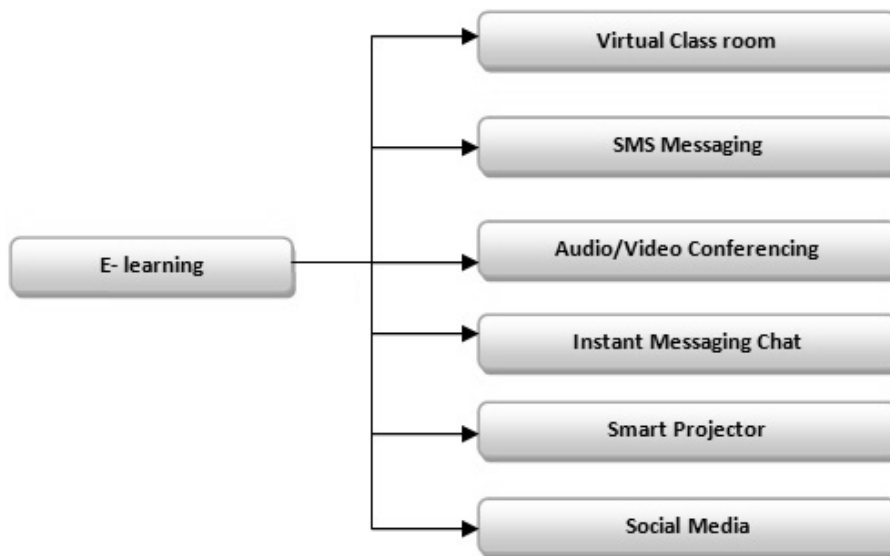 Virtual Class room
SMS Messaging
E- learning
Audio/Video Conferencing
Instant Messaging Chat
Smart Projector
Social Media